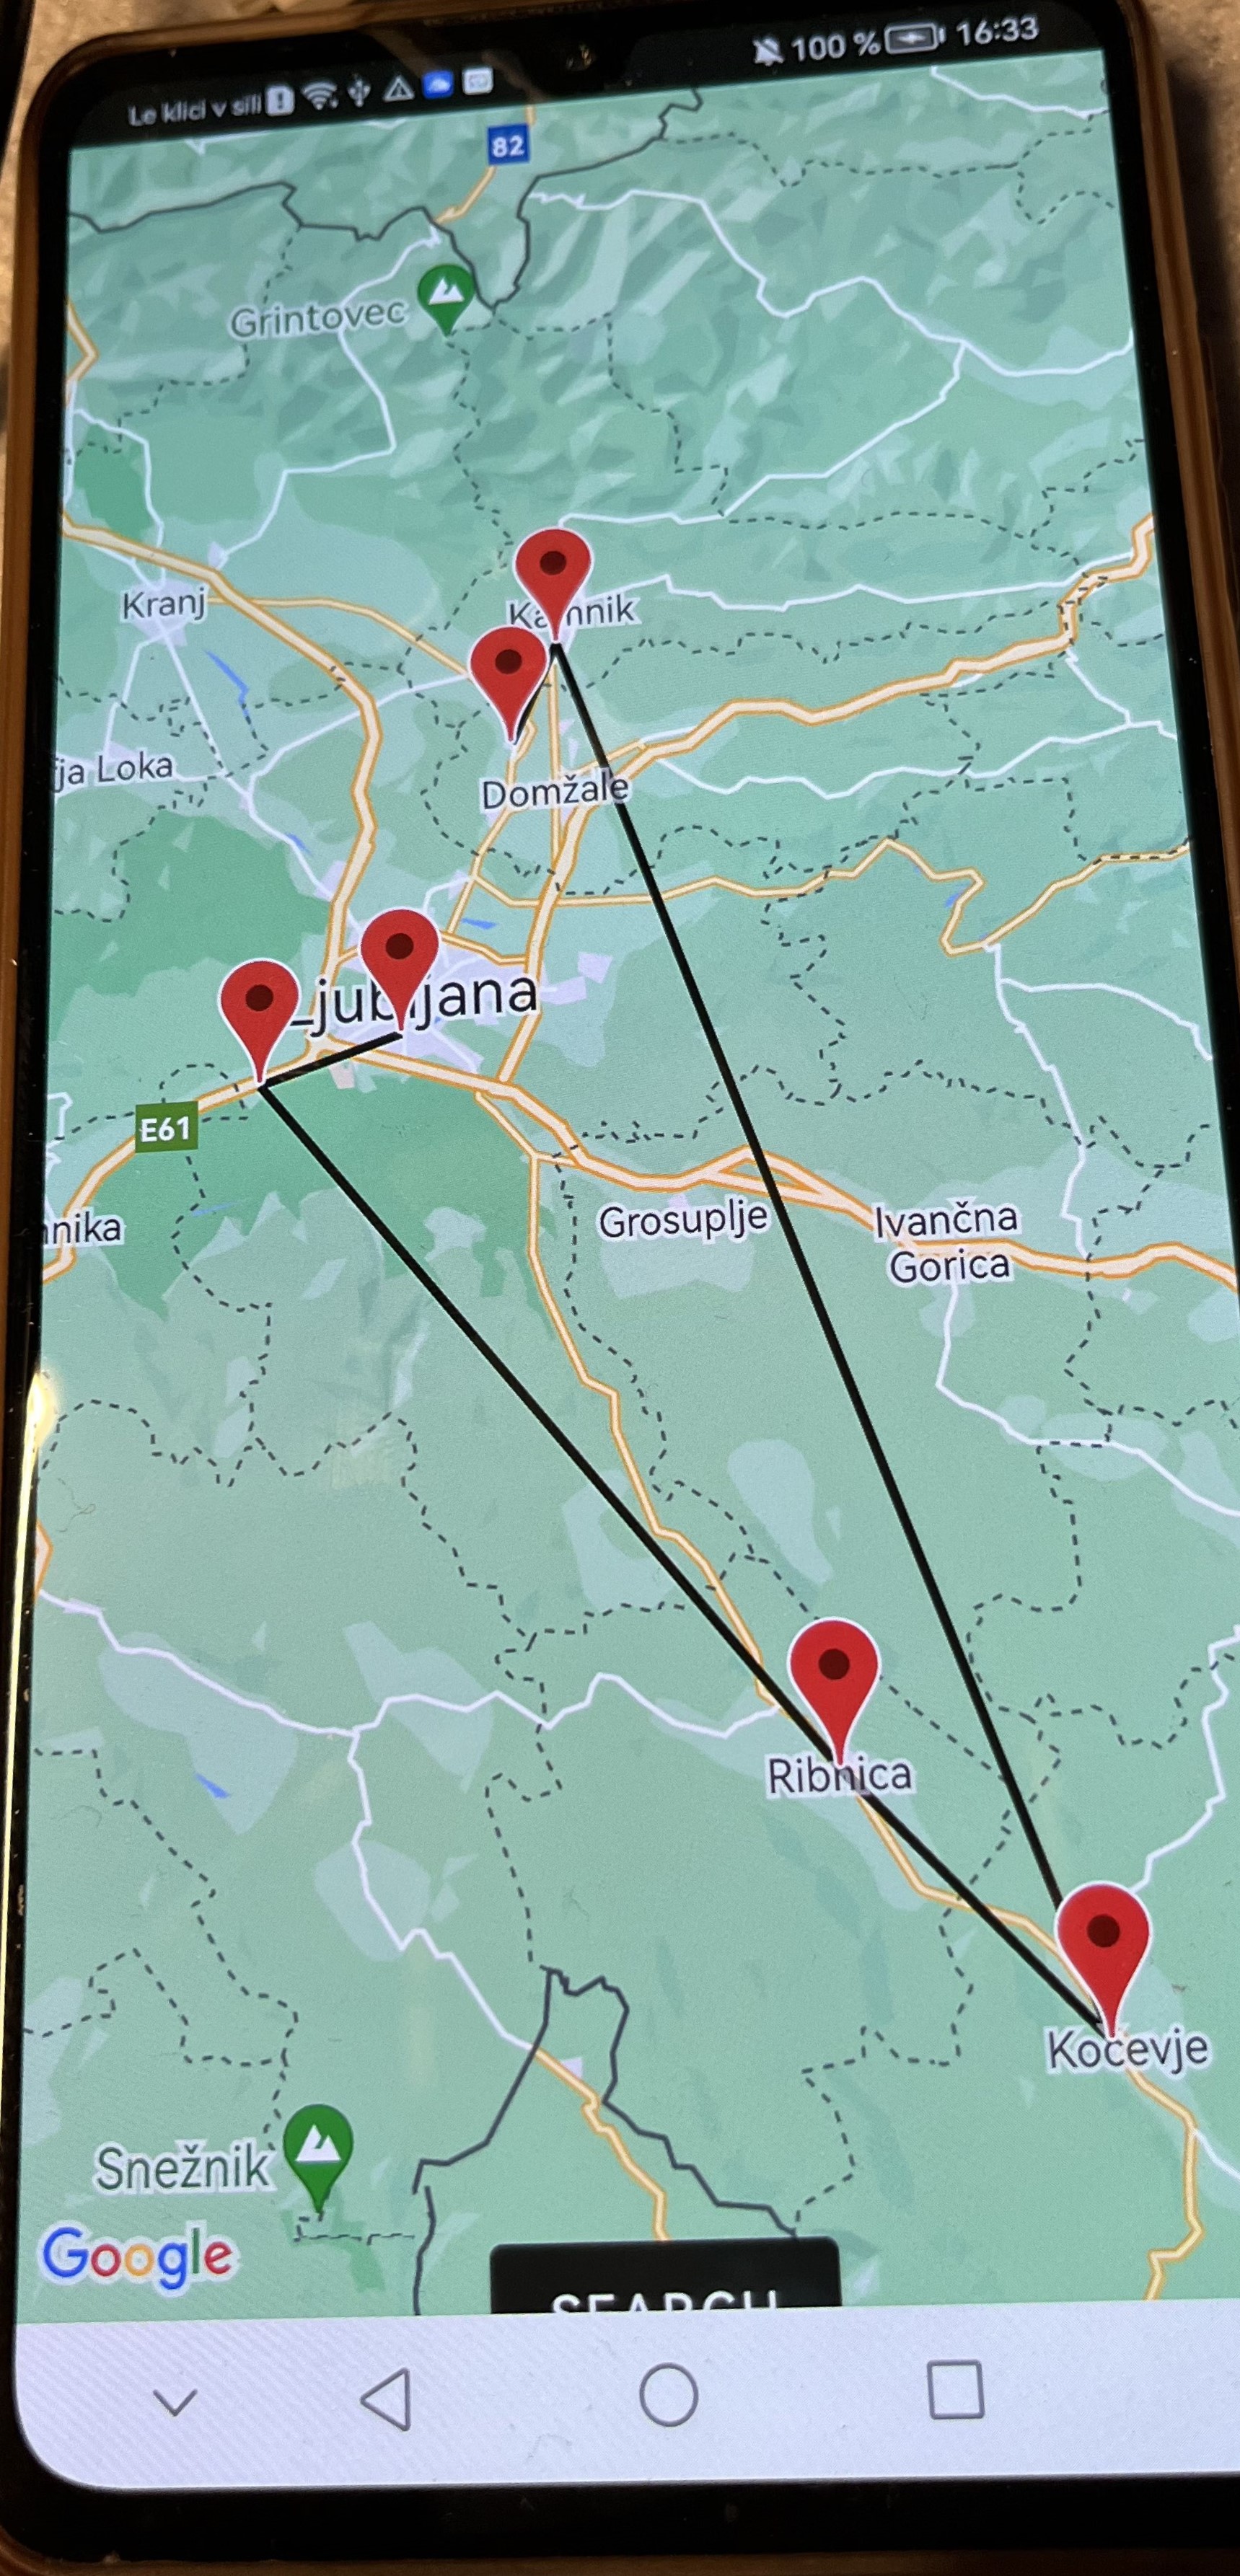 Le klici v sili
100 %
16:33
82
Grintovec
Kranj
Kamnik
ja Loka
Domžale
Ljubljana
E61
nika
Grosuplje
Ivančna
Gorica
Ribnica
Kočevje
Snežnik
Google
SEARCH